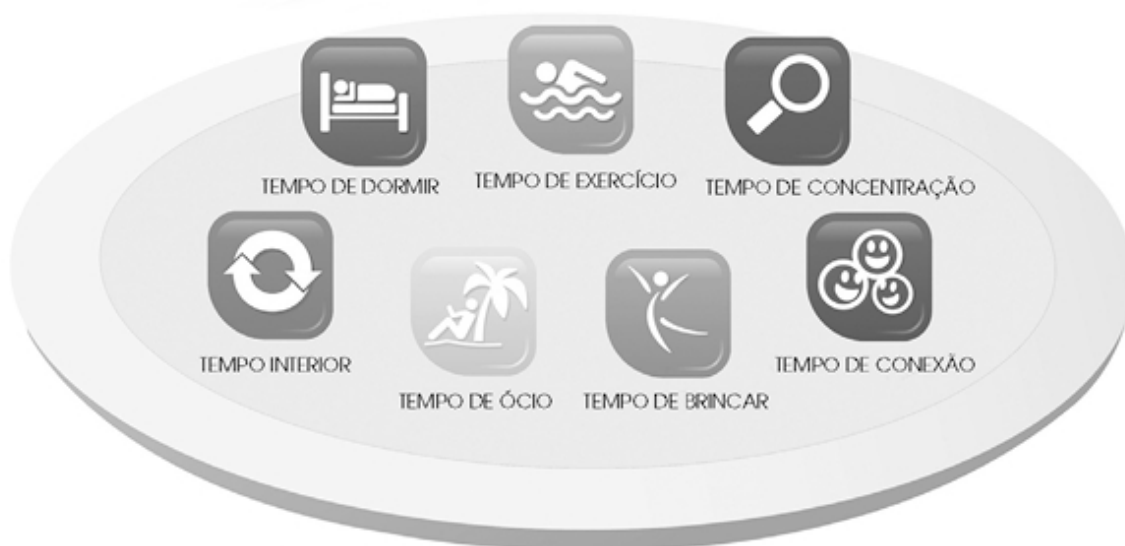 TEMPO DE DORMIR
TEMPO DE EXERCÍCIO
TEMPO DE CONCENTRAÇÃO
TEMPO INTERIOR
TEMPO DE ÓCIO
TEMPO DE BRINCAR
TEMPO DE CONEXÃO